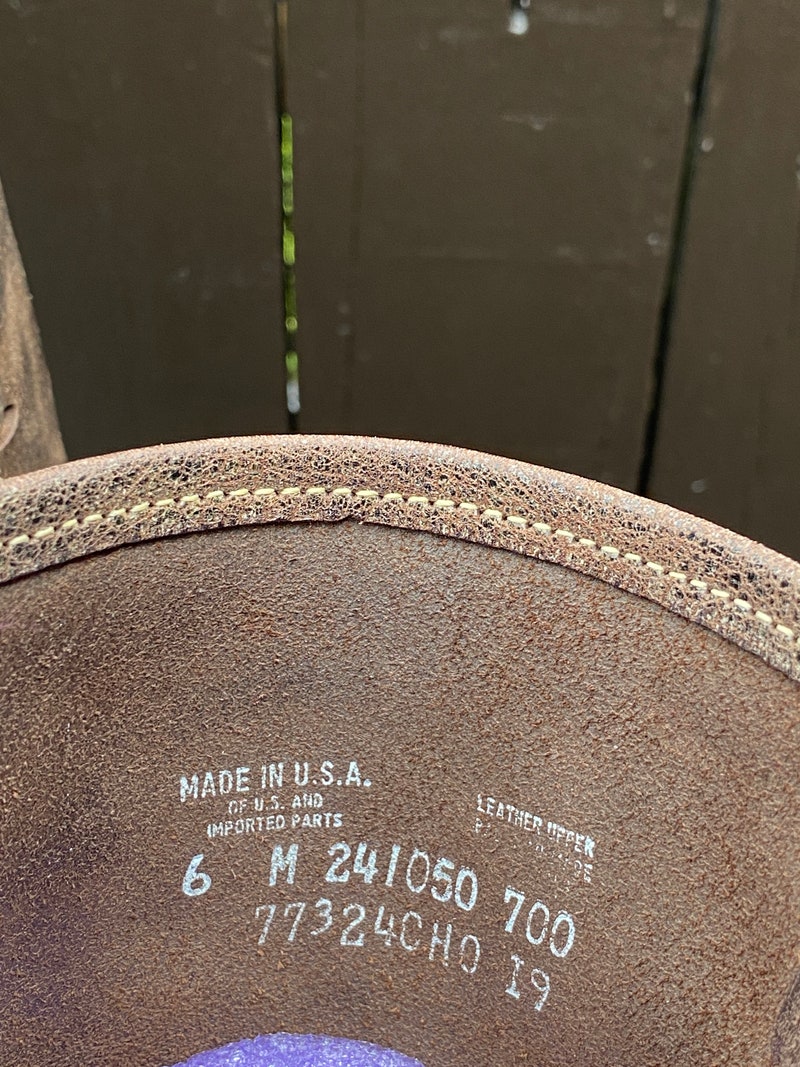 MADE IN U.S.A.
OF U.S. AND
IMPORTED PARTS
LEATHER UPPER
6 M 241050 700
77324CHO I9